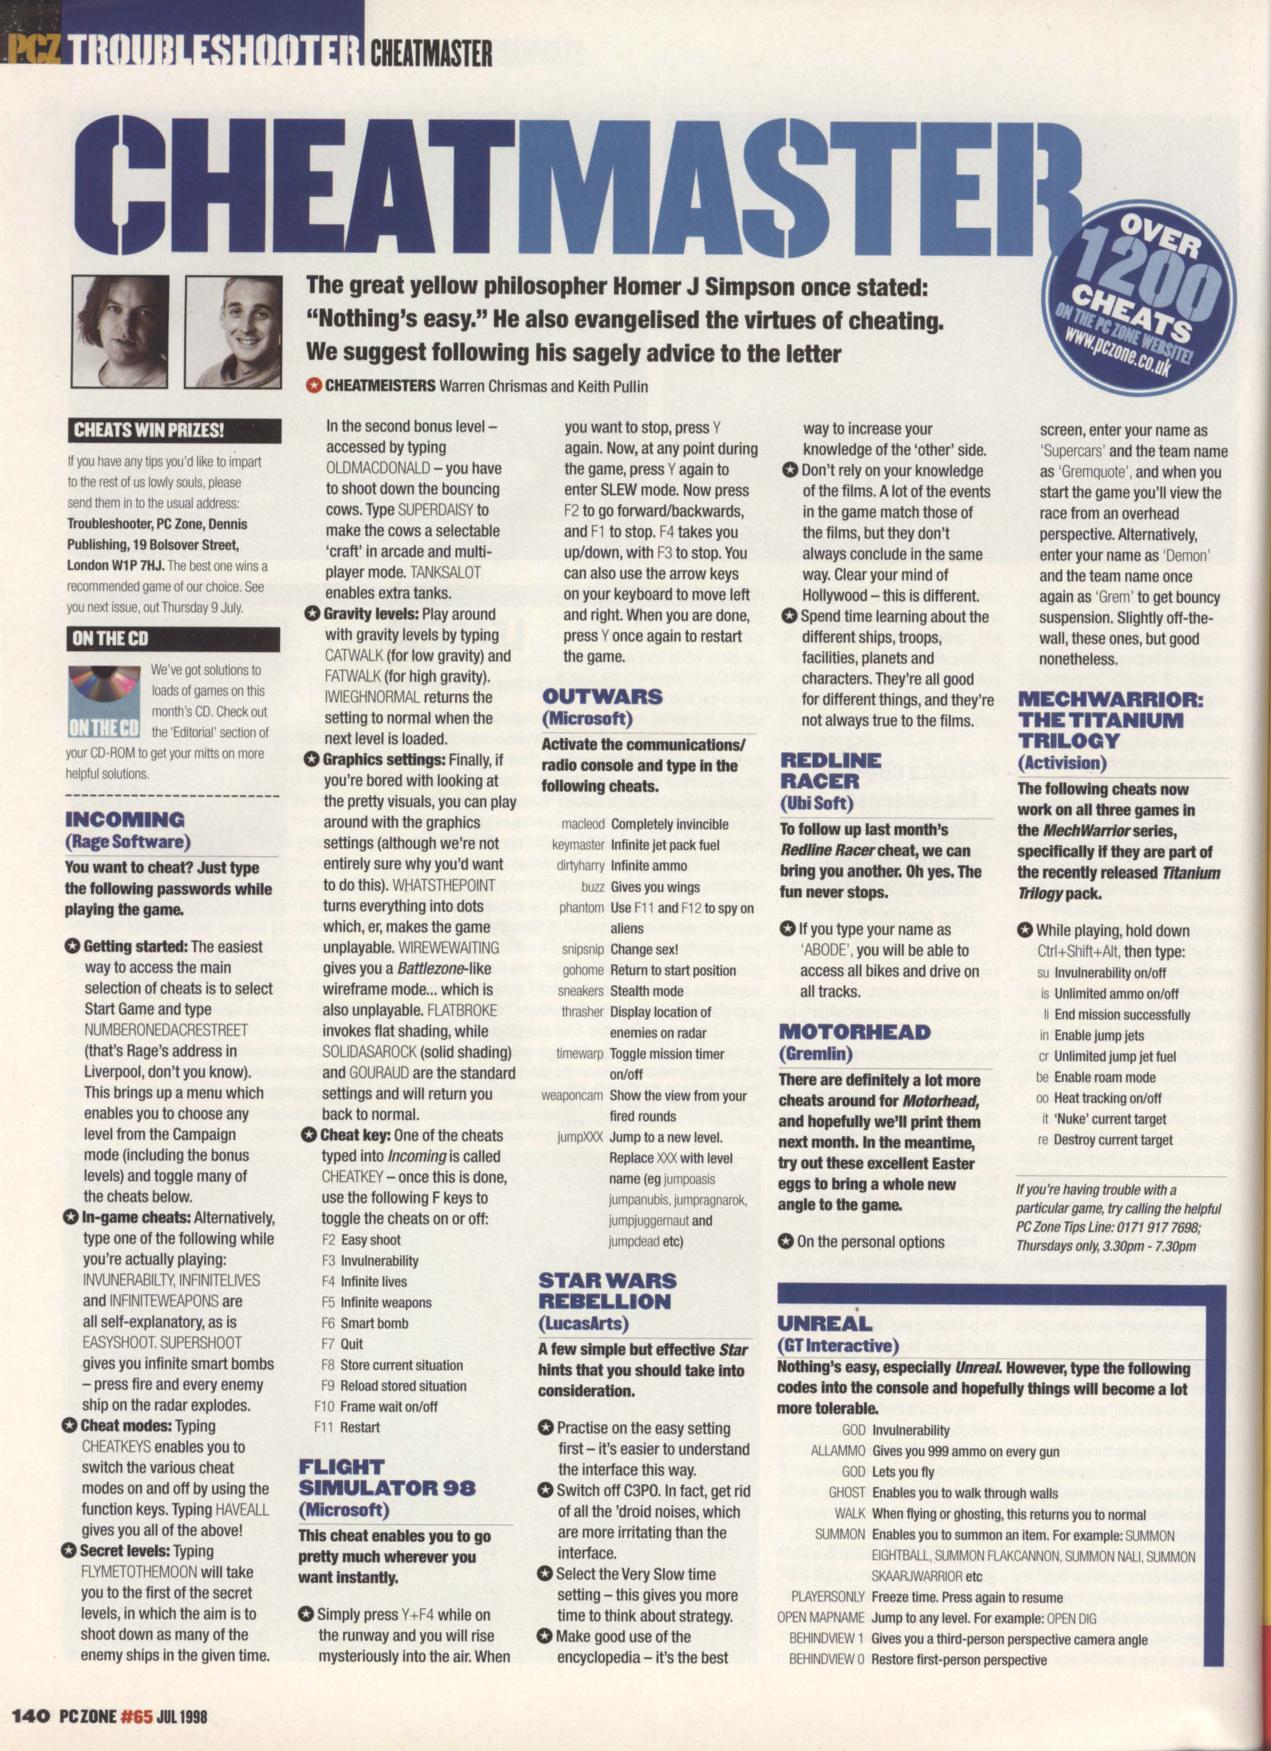 PCZ TROUBLESHOOTER CHEATMASTER
CHEATMASTER
OVER
1200
CHEATS
ON THE PC ZONE WEBSITE!
www.pczone.co.uk
The great yellow philosopher Homer J Simpson once stated:
“Nothing’s easy.” He also evangelised the virtues of cheating.
We suggest following his sagely advice to the letter
CHEATMEISTERS Warren Chrismas and Keith Pullin
CHEATS WIN PRIZES!
If you have any tips you’d like to impart
to the rest of us lowly souls, please
send them in to the usual address:
Troubleshooter, PC Zone, Dennis
Publishing, 19 Bolsover Street,
London W1P 7HJ. The best one wins a
recommended game of our choice. See
you next issue, out Thursday 9 July.
ON THE CD
ON THE CD
We’ve got solutions to
loads of games on this
month’s CD. Check out
the ‘Editorial’ section of
your CD-ROM to get your mitts on more
helpful solutions.
INCOMING
(Rage Software)
You want to cheat? Just type
the following passwords while
playing the game.
Getting started: The easiest
way to access the main
selection of cheats is to select
Start Game and type
NUMBERONEDACRESTREET
(that’s Rage’s address in
Liverpool, don’t you know).
This brings up a menu which
enables you to choose any
level from the Campaign
mode (including the bonus
levels) and toggle many of
the cheats below.
In-game cheats: Alternatively,
type one of the following while
you’re actually playing:
INVUNERABILTY, INFINITELIVES
and INFINITEWEAPONS are
all self-explanatory, as is
EASYSHOOT. SUPERSHOOT
gives you infinite smart bombs
– press fire and every enemy
ship on the radar explodes.
Cheat modes: Typing
CHEATKEYS enables you to
switch the various cheat
modes on and off by using the
function keys. Typing HAVEALL
gives you all of the above!
Secret levels: Typing
FLYMETOTHEMOON will take
you to the first of the secret
levels, in which the aim is to
shoot down as many of the
enemy ships in the given time.
In the second bonus level –
accessed by typing
OLDMACDONALD – you have
to shoot down the bouncing
cows. Type SUPERDAISY to
make the cows a selectable
‘craft’ in arcade and multi-
player mode. TANKSALOT
enables extra tanks.
Gravity levels: Play around
with gravity levels by typing
CATWALK (for low gravity) and
FATWALK (for high gravity).
IWIEGHNORMAL returns the
setting to normal when the
next level is loaded.
Graphics settings: Finally, if
you’re bored with looking at
the pretty visuals, you can play
around with the graphics
settings (although we’re not
entirely sure why you’d want
to do this). WHATSTHEPOINT
turns everything into dots
which, er, makes the game
unplayable. WIREWEWAITING
gives you a Battlezone-like
wireframe mode... which is
also unplayable. FLATBROKE
invokes flat shading, while
SOLIDASAROCK (solid shading)
and GOURAUD are the standard
settings and will return you
back to normal.
Cheat key: One of the cheats
typed into Incoming is called
CHEATKEY – once this is done,
use the following F keys to
toggle the cheats on or off:
F2 Easy shoot
F3 Invulnerability
F4 Infinite lives
F5 Infinite weapons
F6 Smart bomb
F7 Quit
F8 Store current situation
F9 Reload stored situation
F10 Frame wait on/off
F11 Restart
FLIGHT
SIMULATOR 98
(Microsoft)
This cheat enables you to go
pretty much wherever you
want instantly.
Simply press Y+F4 while on
the runway and you will rise
mysteriously into the air. When
you want to stop, press Y
again. Now, at any point during
the game, press Y again to
enter SLEW mode. Now press
F2 to go forward/backwards,
and F1 to stop. F4 takes you
up/down, with F3 to stop. You
can also use the arrow keys
on your keyboard to move left
and right. When you are done,
press Y once again to restart
the game.
OUTWARS
(Microsoft)
Activate the communications/
radio console and type in the
following cheats.
macleod Completely invincible
keymaster Infinite jet pack fuel
dirtyharry Infinite ammo
buzz Gives you wings
phantom Use F11 and F12 to spy on
aliens
snipsnip Change sex!
gohome Return to start position
sneakers Stealth mode
thrasher Display location of
enemies on radar
timewarp Toggle mission timer
on/off
weaponcam Show the view from your
fired rounds
jumpXXX Jump to a new level.
Replace XXX with level
name (eg jumpoasis
jumpanubis, jumpragnarok,
jumpjuggernaut and
jumpdead etc)
STAR WARS
REBELLION
(LucasArts)
A few simple but effective Star
hints that you should take into
consideration.
Practise on the easy setting
first – it’s easier to understand
the interface this way.
Switch off C3PO. In fact, get rid
of all the ’droid noises, which
are more irritating than the
interface.
Select the Very Slow time
setting – this gives you more
time to think about strategy.
Make good use of the
encyclopedia – it’s the best
way to increase your
knowledge of the ‘other’ side.
Don’t rely on your knowledge
of the films. A lot of the events
in the game match those of
the films, but they don’t
always conclude in the same
way. Clear your mind of
Hollywood – this is different.
Spend time learning about the
different ships, troops,
facilities, planets and
characters. They’re all good
for different things, and they’re
not always true to the films.
REDLINE
RACER
(Ubi Soft)
To follow up last month’s
Redline Racer cheat, we can
bring you another. Oh yes. The
fun never stops.
If you type your name as
‘ABODE’, you will be able to
access all bikes and drive on
all tracks.
MOTORHEAD
(Gremlin)
There are definitely a lot more
cheats around for Motorhead,
and hopefully we’ll print them
next month. In the meantime,
try out these excellent Easter
eggs to bring a whole new
angle to the game.
On the personal options
screen, enter your name as
‘Supercars’ and the team name
as ‘Gremquote’, and when you
start the game you’ll view the
race from an overhead
perspective. Alternatively,
enter your name as ‘Demon’
and the team name once
again as ‘Grem’ to get bouncy
suspension. Slightly off-the-
wall, these ones, but good
nonetheless.
MECHWARRIOR:
THE TITANIUM
TRILOGY
(Activision)
The following cheats now
work on all three games in
the MechWarrior series,
specifically if they are part of
the recently released Titanium
Trilogy pack.
While playing, hold down
Ctrl+Shift+Alt, then type:
su Invulnerability on/off
is Unlimited ammo on/off
li End mission successfully
in Enable jump jets
cr Unlimited jump jet fuel
be Enable roam mode
oo Heat tracking on/off
it ‘Nuke’ current target
re Destroy current target
If you’re having trouble with a
particular game, try calling the helpful
PC Zone Tips Line: 0171 917 7698;
Thursdays only, 3.30pm - 7.30pm
UNREAL
(GT Interactive)
Nothing’s easy, especially Unreal. However, type the following
codes into the console and hopefully things will become a lot
more tolerable.
GOD Invulnerability
ALLAMMO Gives you 999 ammo on every gun
GOD Lets you fly
GHOST Enables you to walk through walls
WALK When flying or ghosting, this returns you to normal
SUMMON Enables you to summon an item. For example: SUMMON
EIGHTBALL, SUMMON FLAKCANNON, SUMMON NALI, SUMMON
SKAARJWARRIOR etc
PLAYERSONLY Freeze time. Press again to resume
OPEN MAPNAME Jump to any level. For example: OPEN DIG
BEHINDVIEW 1 Gives you a third-person perspective camera angle
BEHINDVIEW 0 Restore first-person perspective
140 PC ZONE #65 JUL 1998